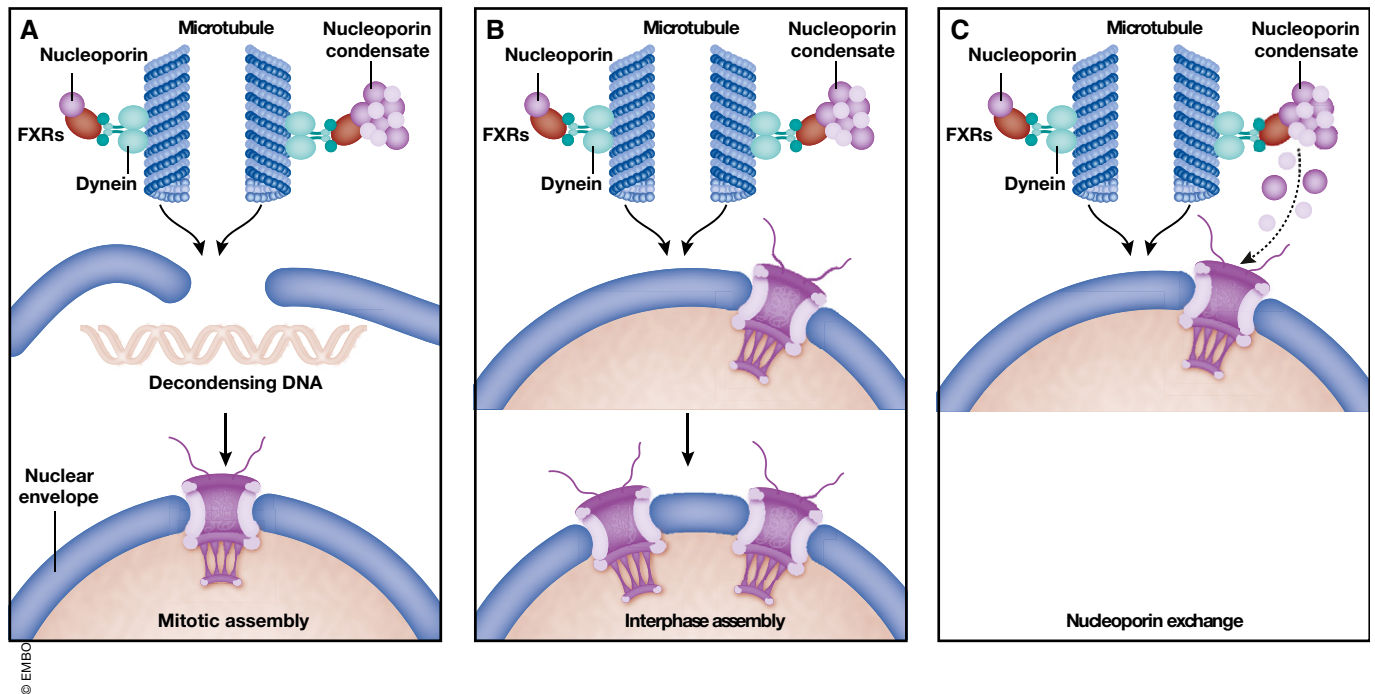 A
Microtubule
Nucleoporin
condensate
Nucleoporin
FXRs
Dynein
Decondensing DNA
Nuclear
envelope
Mitotic assembly
B
Microtubule
Nucleoporin
condensate
Nucleoporin
FXRs
Dynein
Interphase assembly
C
Microtubule
Nucleoporin
condensate
Nucleoporin
FXRs
Dynein
Nucleoporin exchange
© EMBO